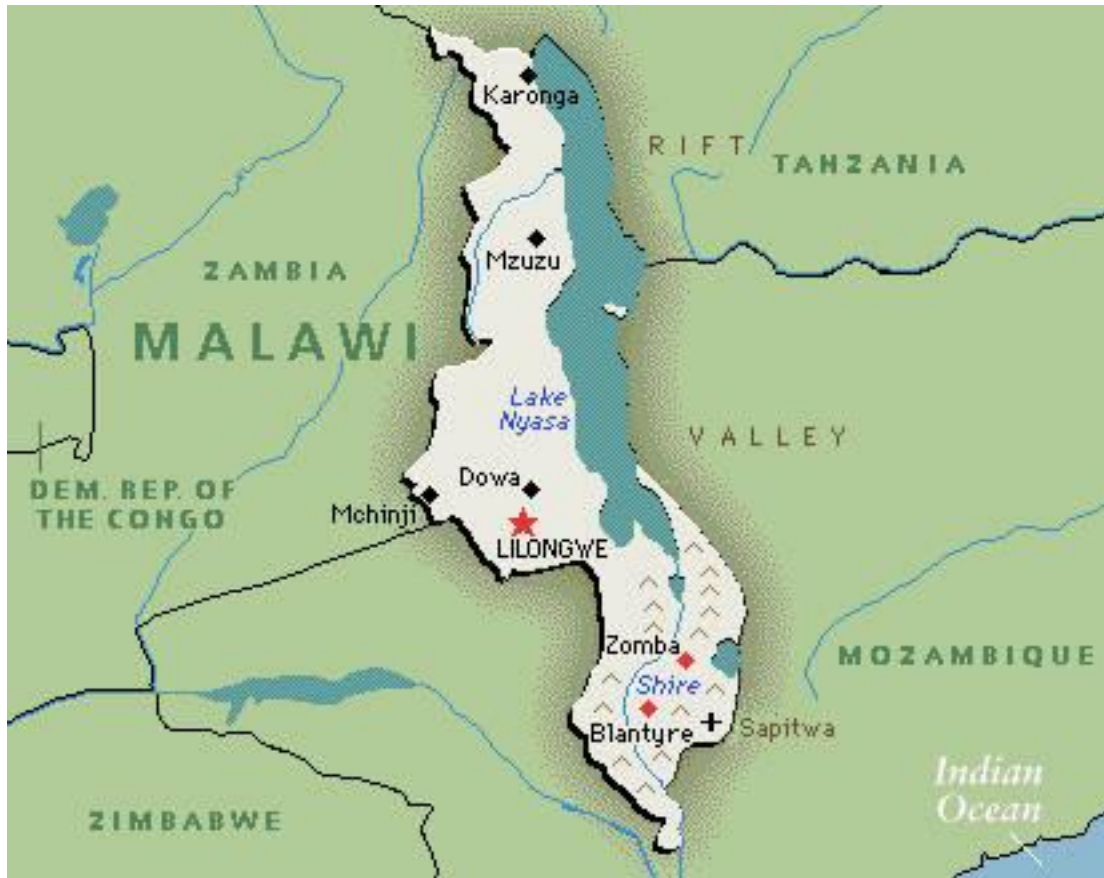 Karonga
RIFT
TAHZANIA
Mzuzu
ZAMBIA
MALAWI
Lake
Nyasa
VALLEY
Dowa
DEM. REP. OF
THE CONGO
Mchinji
LILONGWE
Zomba
MOZAMBIQUE
Shire
Blantyre
Sapitwa
Indian
Ocean
ZIMBABWE